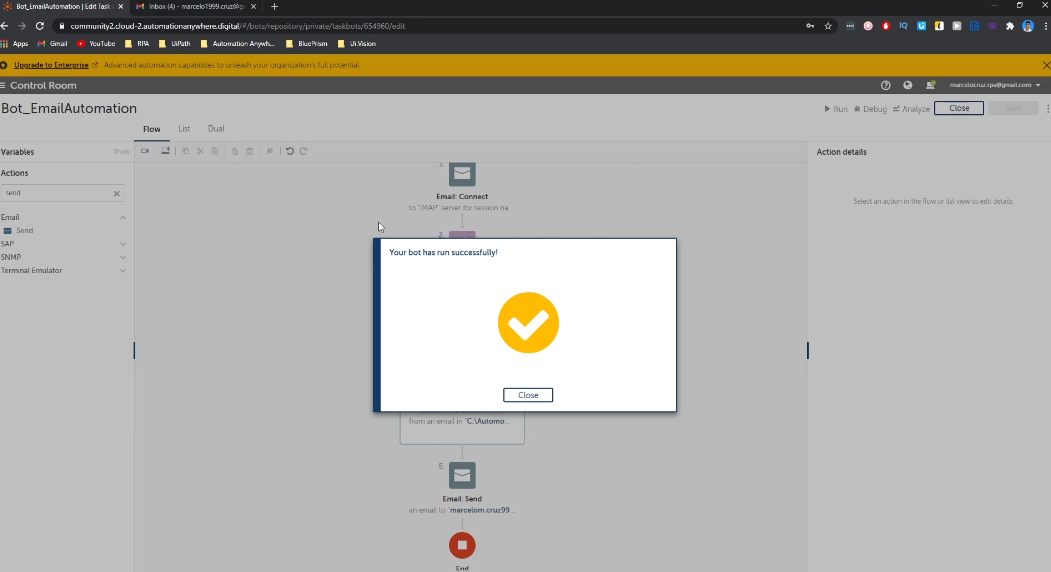 Bot_EmailAutomation | Edit Task
Inbox (4) - marcelo1999.cruz@g
community2.cloud-2.automationanywhere.digital/#/bots/repository/private/taskbots/654960/edit
Apps Gmail YouTube RPA UiPath Automation Anywh... BluePrism Ui.Vision
Upgrade to Enterprise Advanced automation capabilities to unleash your organization's full potential.
Control Room
marcelocruz.rpa@gmail.com
Bot_EmailAutomation
Run Debug Analyze Close Save
Flow List Dual
Variables Show
Action details
Actions
send
Select an action in the flow or list view to edit details
Email
Send
SAP
SNMP
Terminal Emulator
1.
Email: Connect
to "IMAP" server for session na
2.
Your bot has run successfully!
Close
from an email in "C:\Automo...
5.
Email: Send
an email to "marcelom.cruz99...
End